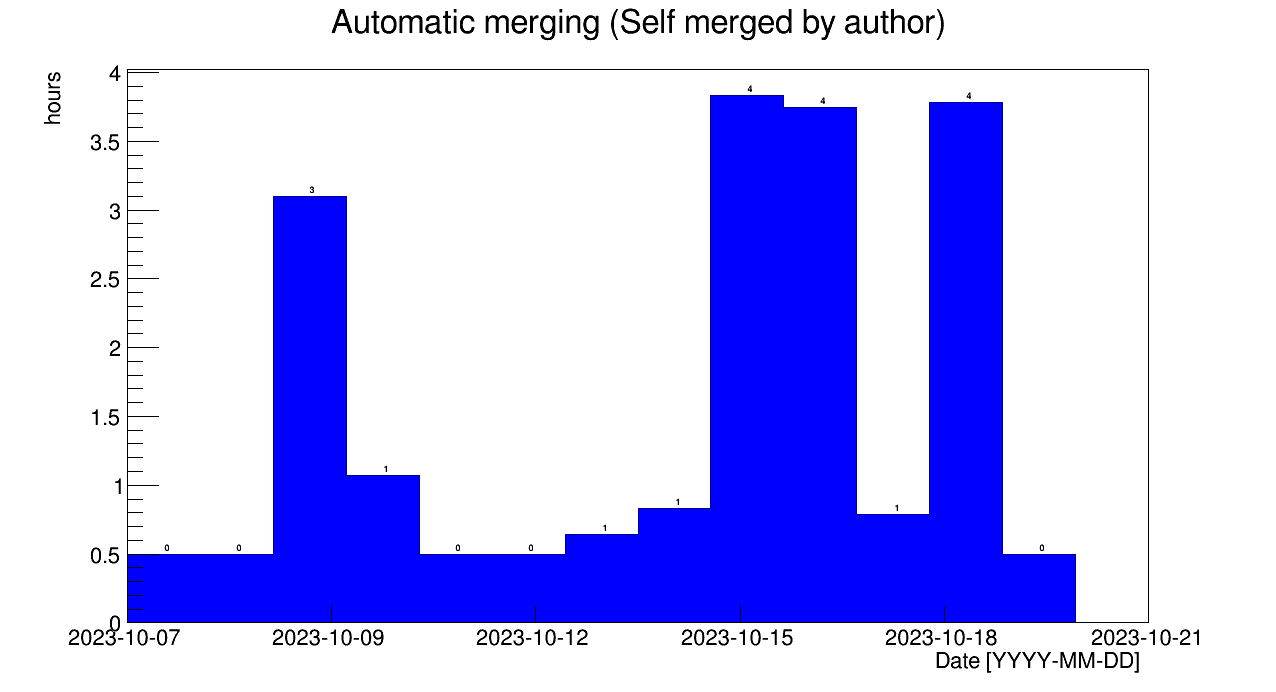 Automatic merging (Self merged by author)
hours
4
3.5
3
2.5
2
1.5
1
0.5
0
0 0 3 1 0 0 1 1 4 4 1 4 0
2023-10-07 2023-10-09 2023-10-12 2023-10-15 2023-10-18 2023-10-21
Date [YYYY-MM-DD]